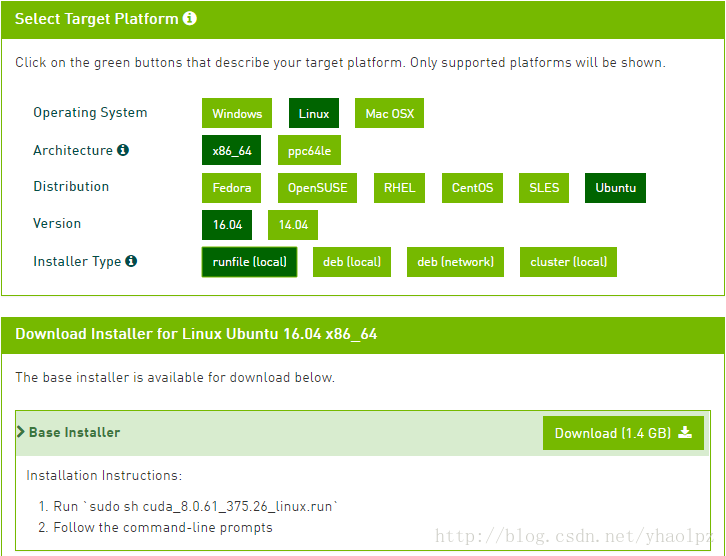 Select Target Platform
Click on the green buttons that describe your target platform. Only supported platforms will be shown.
Operating System Windows Linux Mac OSX
Architecture x86_64 ppc64le
Distribution Fedora OpenSUSE RHEL CentOS SLES Ubuntu
Version 16.04 14.04
Installer Type runfile (local) deb (local) deb (network) cluster (local)
Download Installer for Linux Ubuntu 16.04 x86_64
The base installer is available for download below.
Base Installer Download (1.4 GB)
Installation Instructions:
1. Run `sudo sh cuda_8.0.61_375.26_linux.run`
2. Follow the command-line prompts
http://blog.csdn.net/yhaolpz